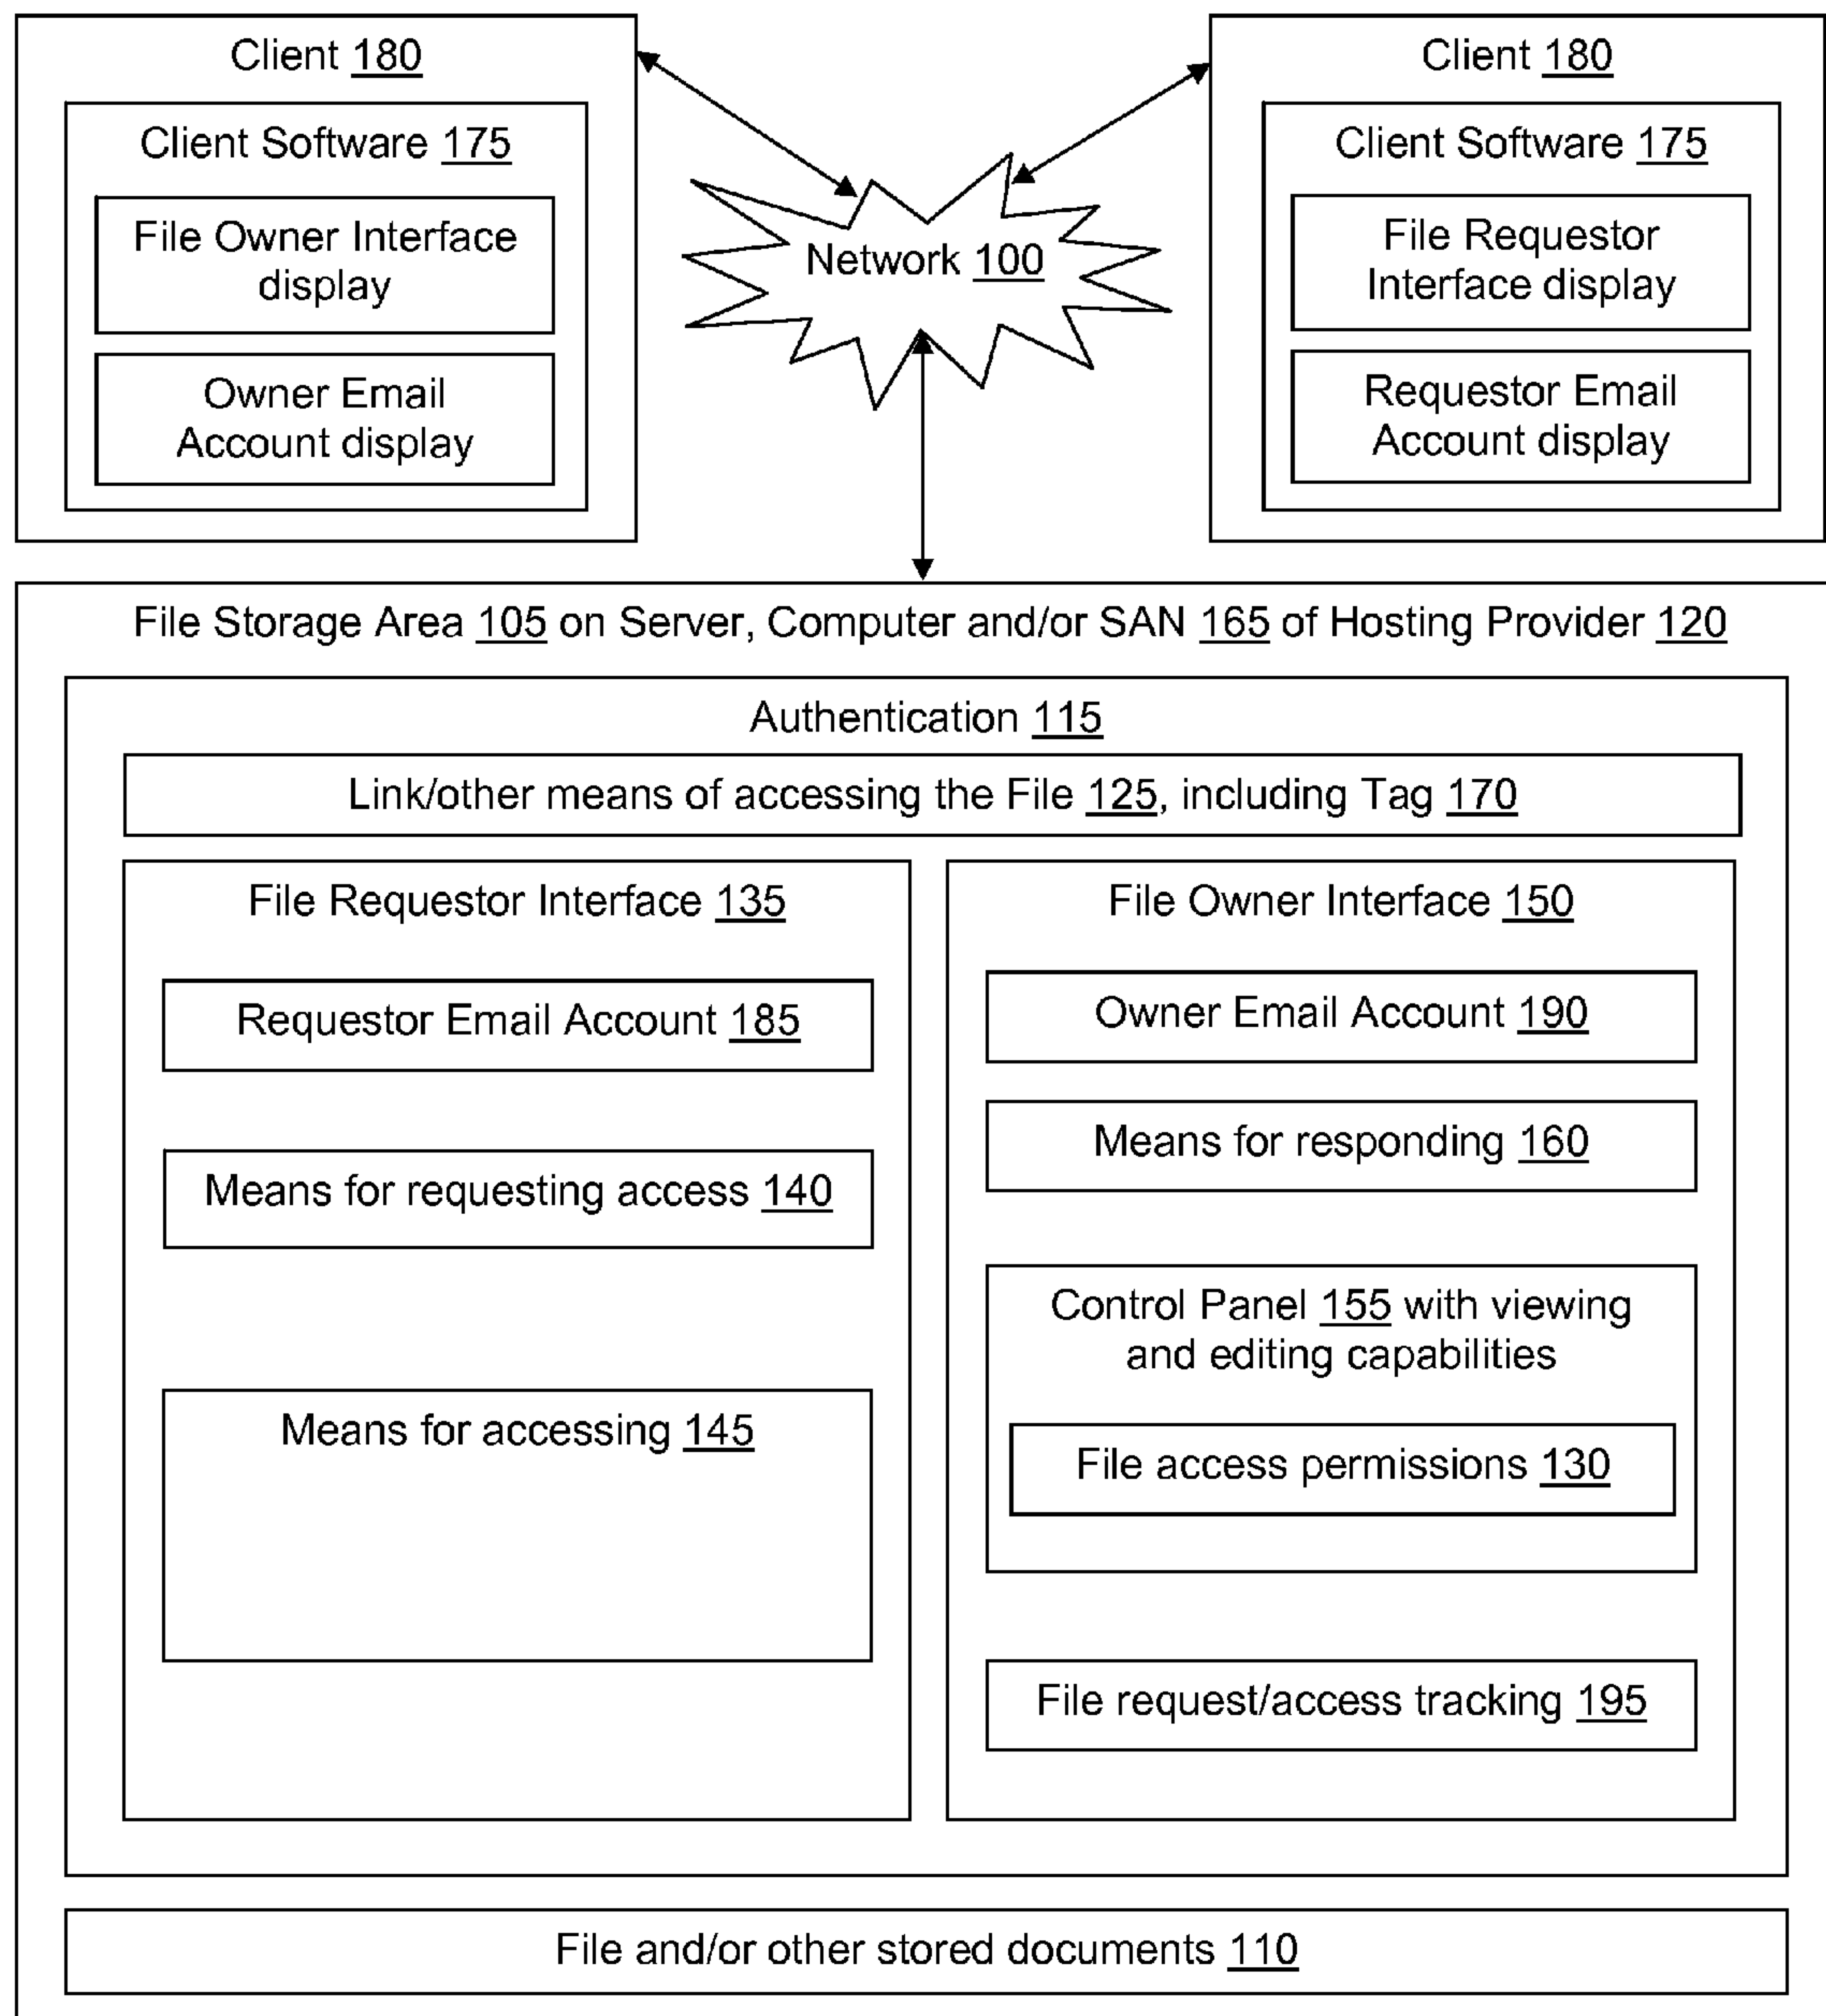 Client 180
Client Software 175
File Owner Interface
display
Owner Email
Account display
Network 100
Client 180
Client Software 175
File Requestor
Interface display
Requestor Email
Account display
File Storage Area 105 on Server, Computer and/or SAN 165 of Hosting Provider 120
Authentication 115
Link/other means of accessing the File 125, including Tag 170
File Requestor Interface 135
Requestor Email Account 185
Means for requesting access 140
Means for accessing 145
File Owner Interface 150
Owner Email Account 190
Means for responding 160
Control Panel 155 with viewing
and editing capabilities
File access permissions 130
File request/access tracking 195
File and/or other stored documents 110